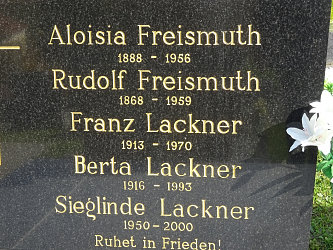 Aloisia Freismuth
1888 - 1956
Rudolf Freismuth
1868 - 1959
Franz Lackner
1913 - 1970
Berta Lackner
1916 - 1993
Sieglinde Lackner
1950 - 2000
Ruhet in Frieden!